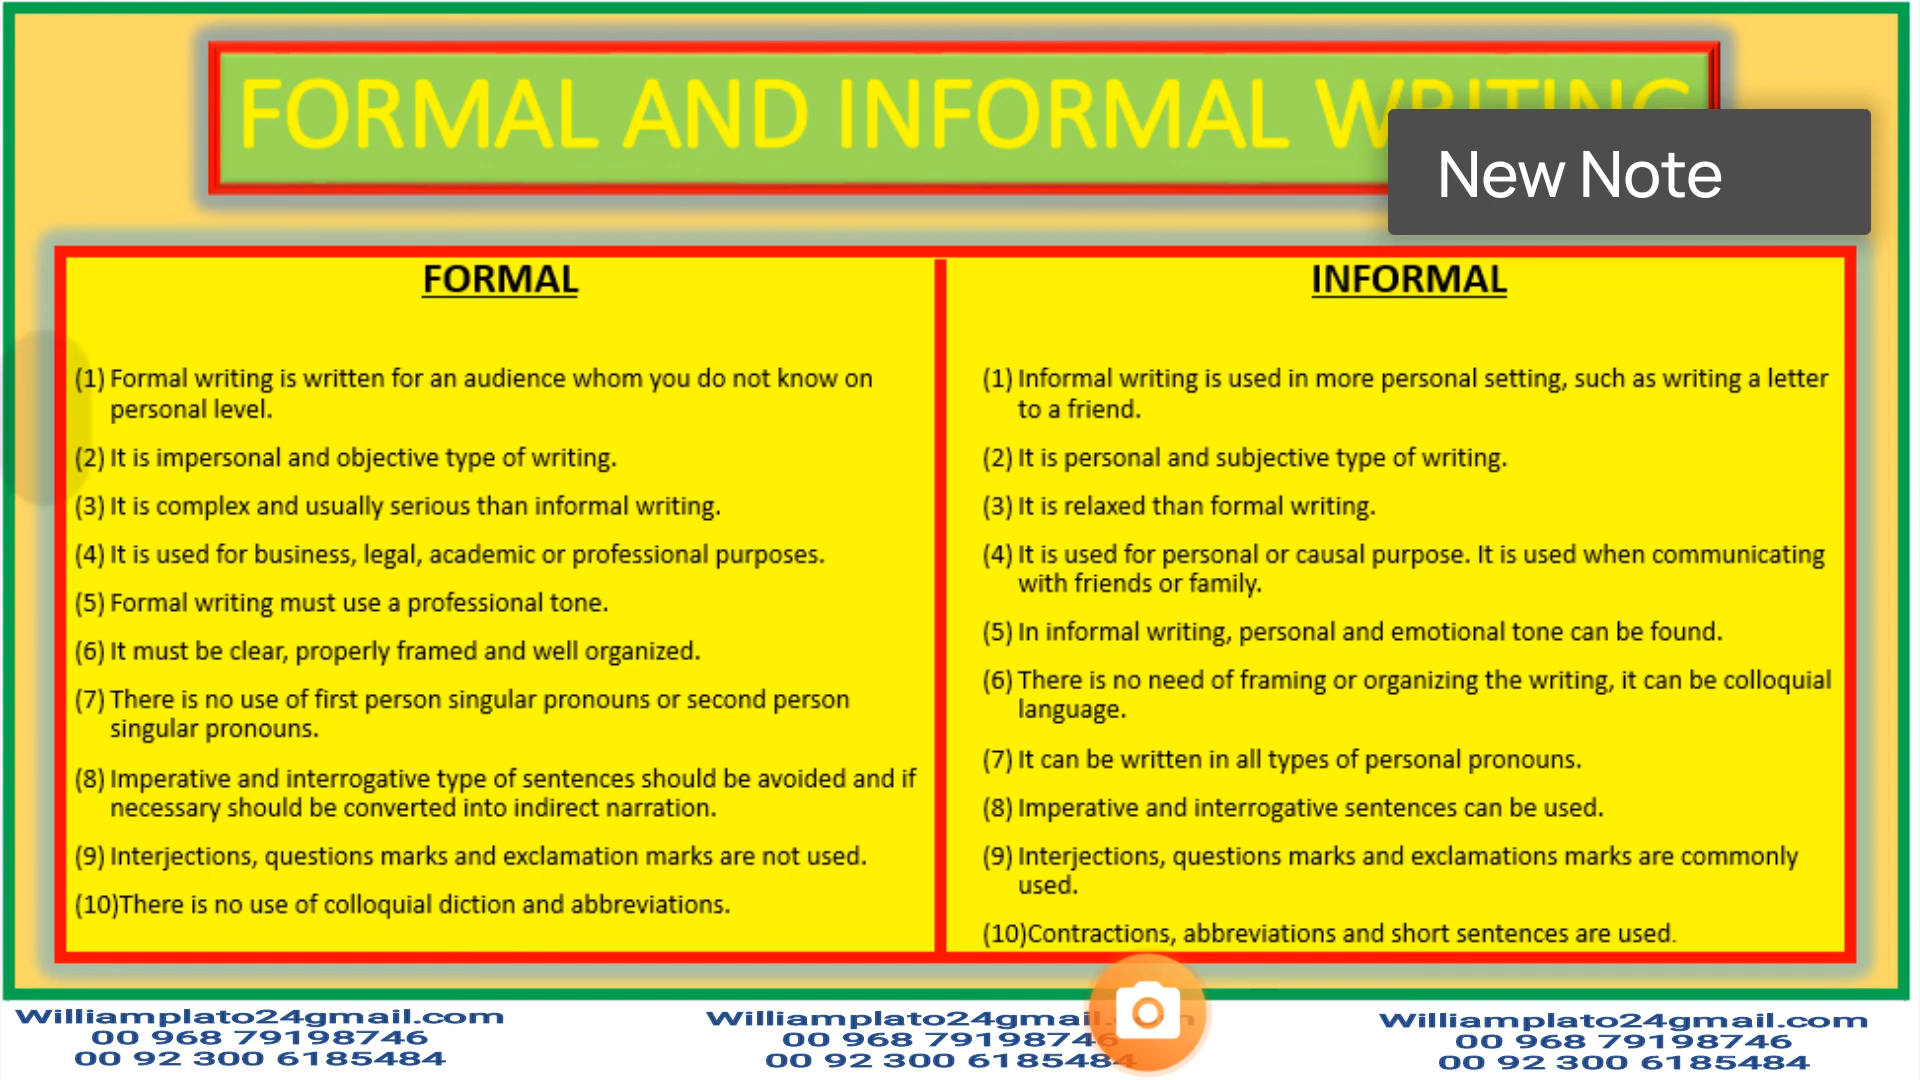 FORMAL AND INFORMAL WRITING
New Note
FORMAL
(1) Formal writing is written for an audience whom you do not know on
personal level.
(2) It is impersonal and objective type of writing.
(3) It is complex and usually serious than informal writing.
(4) It is used for business, legal, academic or professional purposes.
(5) Formal writing must use a professional tone.
(6) It must be clear, properly framed and well organized.
(7) There is no use of first person singular pronouns or second person
singular pronouns.
(8) Imperative and interrogative type of sentences should be avoided and if
necessary should be converted into indirect narration.
(9) Interjections, questions marks and exclamation marks are not used.
(10)There is no use of colloquial diction and abbreviations.
INFORMAL
(1) Informal writing is used in more personal setting, such as writing a letter
to a friend.
(2) It is personal and subjective type of writing.
(3) It is relaxed than formal writing.
(4) It is used for personal or causal purpose. It is used when communicating
with friends or family.
(5) In informal writing, personal and emotional tone can be found.
(6) There is no need of framing or organizing the writing, it can be colloquial
language.
(7) It can be written in all types of personal pronouns.
(8) Imperative and interrogative sentences can be used.
(9) Interjections, questions marks and exclamations marks are commonly
used.
(10)Contractions, abbreviations and short sentences are used.
Williamplato24gmail.com
00 968 79198746
00 92 300 6185484
Williamplato24gmail.com
00 968 79198746
00 92 300 6185484
Williamplato24gmail.com
00 968 79198746
00 92 300 6185484